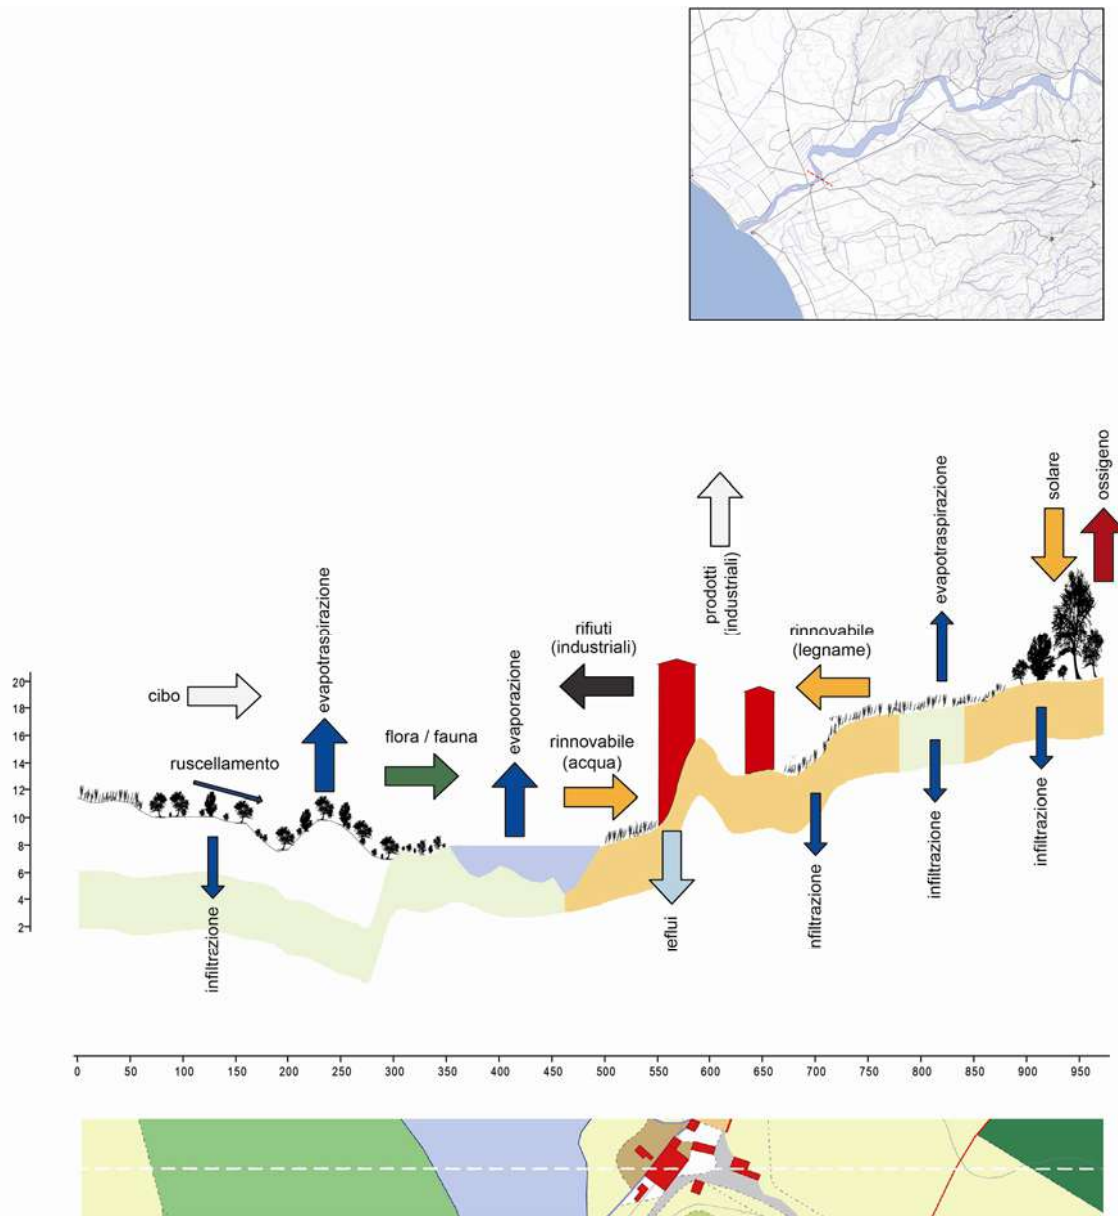 ossigeno
solare
evapotraspirazione
prodotti
(industriali)
evapotraspirazione
rifiuti
(industriali)
rinnovabile
(legname)
evaporazione
cibo
flora / fauna
rinnovabile
(acqua)
ruscellamento
20
18
16
14
12
10
8
6
4
2
infiltrazione
reflui
nfiltrazione
infiltrazione
infiltrazione
0 50 100 150 200 250 300 350 400 450 500 550 600 650 700 750 800 850 900 950